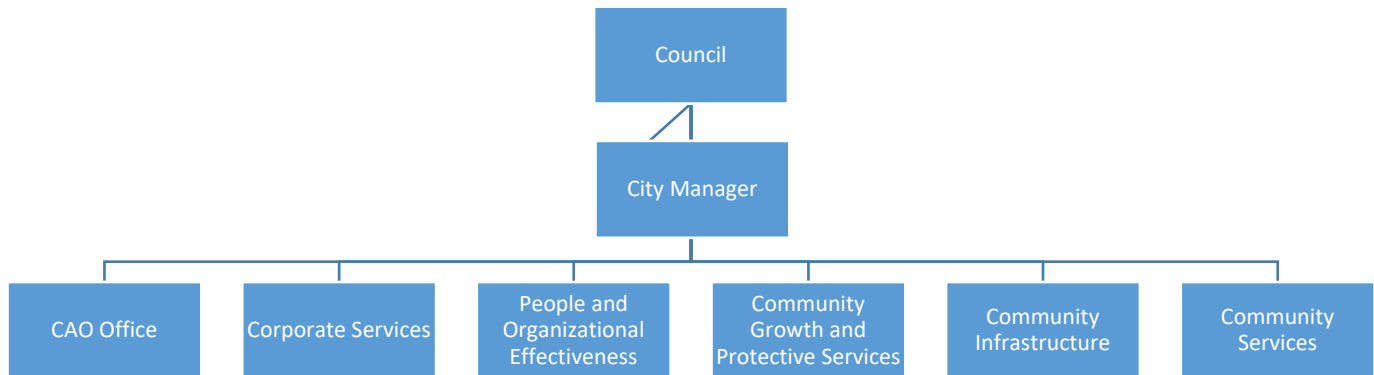 Council
City Manager
CAO Office
Corporate Services
People and
Organizational
Effectiveness
Community
Growth and
Protective Services
Community
Infrastructure
Community
Services